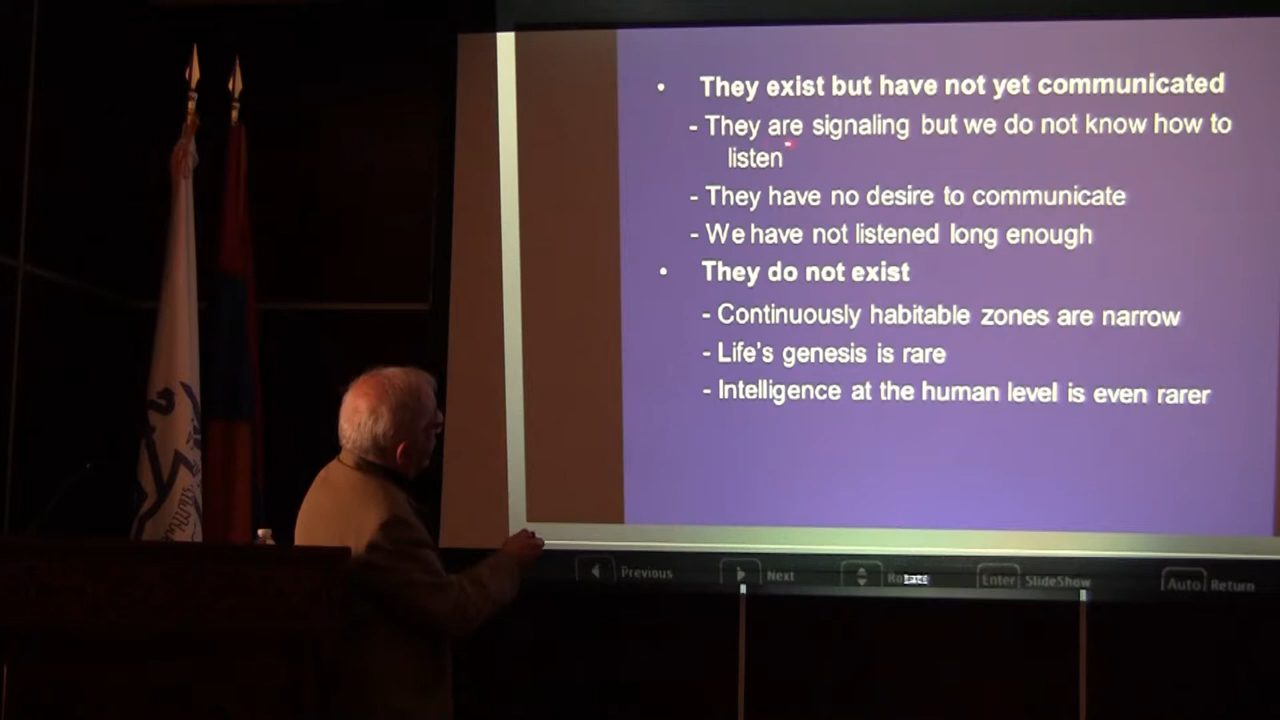 • They exist but have not yet communicated
- They are signaling but we do not know how to
listen
- They have no desire to communicate
- We have not listened long enough
• They do not exist
- Continuously habitable zones are narrow
- Life's genesis is rare
- Intelligence at the human level is even rarer
Previous Next Rotate Enter SlideShow Auto Return